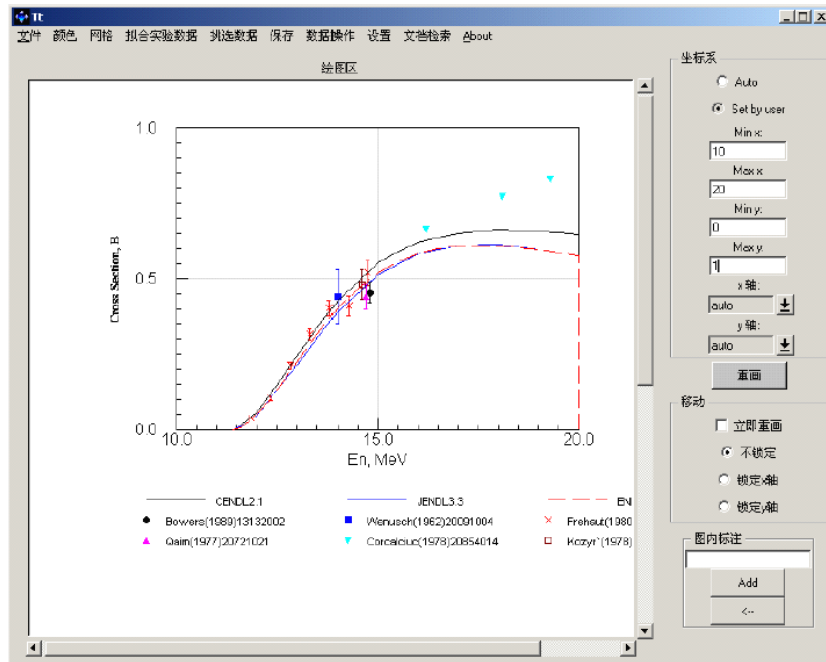 Tt
文件 颜色 网格 拟合实验数据 挑选数据 保存 数据操作 设置 文档检索 About
绘图区
1.0
0.5
0.0
Cross Section, B
10.0 15.0 20.0
En, MeV
CENDL2.1 JENDL3.3
Bowers(1989)13132002 Wenusch(1962)20091004 Frehaut(1980
Qaim(1977)20721021 Corcalciuc(1978)20854014 Kozyr`(1978)
坐标系
Auto
Set by user
Min x:
10
Max x
20
Min y:
0
Max y:
1
x 轴:
auto
y 轴:
auto
重画
移动
立即重画
不锁定
锁定x轴
锁定y轴
图内标注
Add
<--